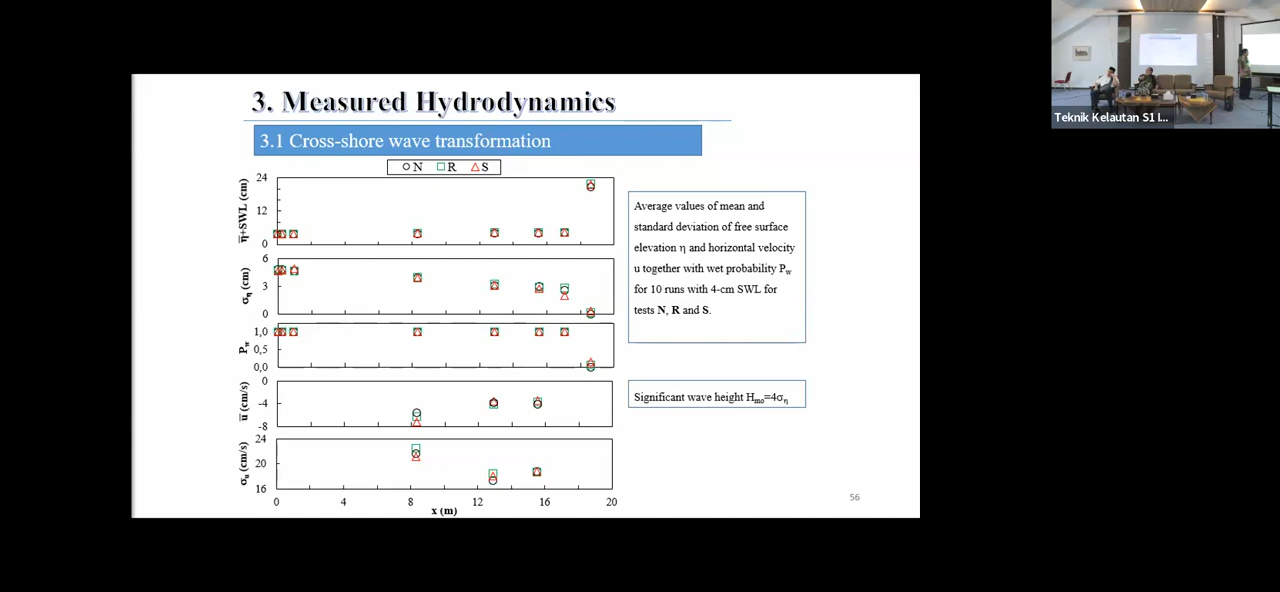 3. Measured Hydrodynamics
3.1 Cross-shore wave transformation
N R S
24
12
0
η̅+SWL (cm)
6
3
0
ση (cm)
1,0
0,5
0,0
Pw
0
-4
-8
u̅ (cm/s)
24
20
16
σu (cm/s)
0 4 8 12 16 20
x (m)
Average values of mean and
standard deviation of free surface
elevation η and horizontal velocity
u together with wet probability Pw
for 10 runs with 4-cm SWL for
tests N, R and S.
Significant wave height Hmo=4ση
56
Teknik Kelautan S1 I...